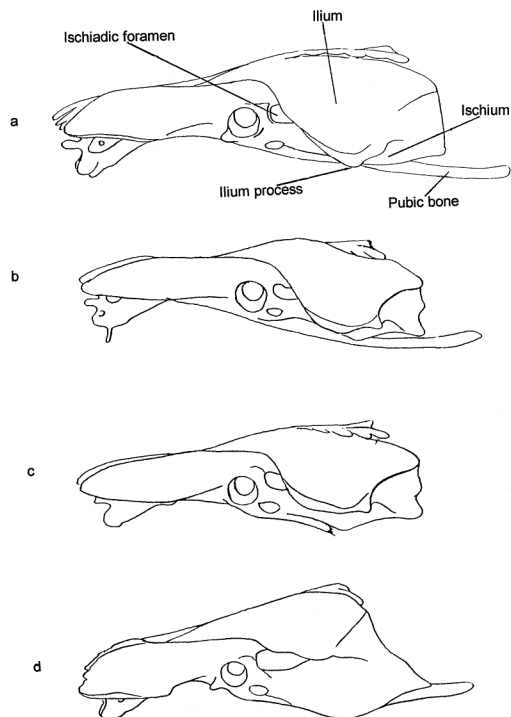 Ilium
Ischiadic foramen
a
Ischium
Ilium process
Pubic bone
b
c
d